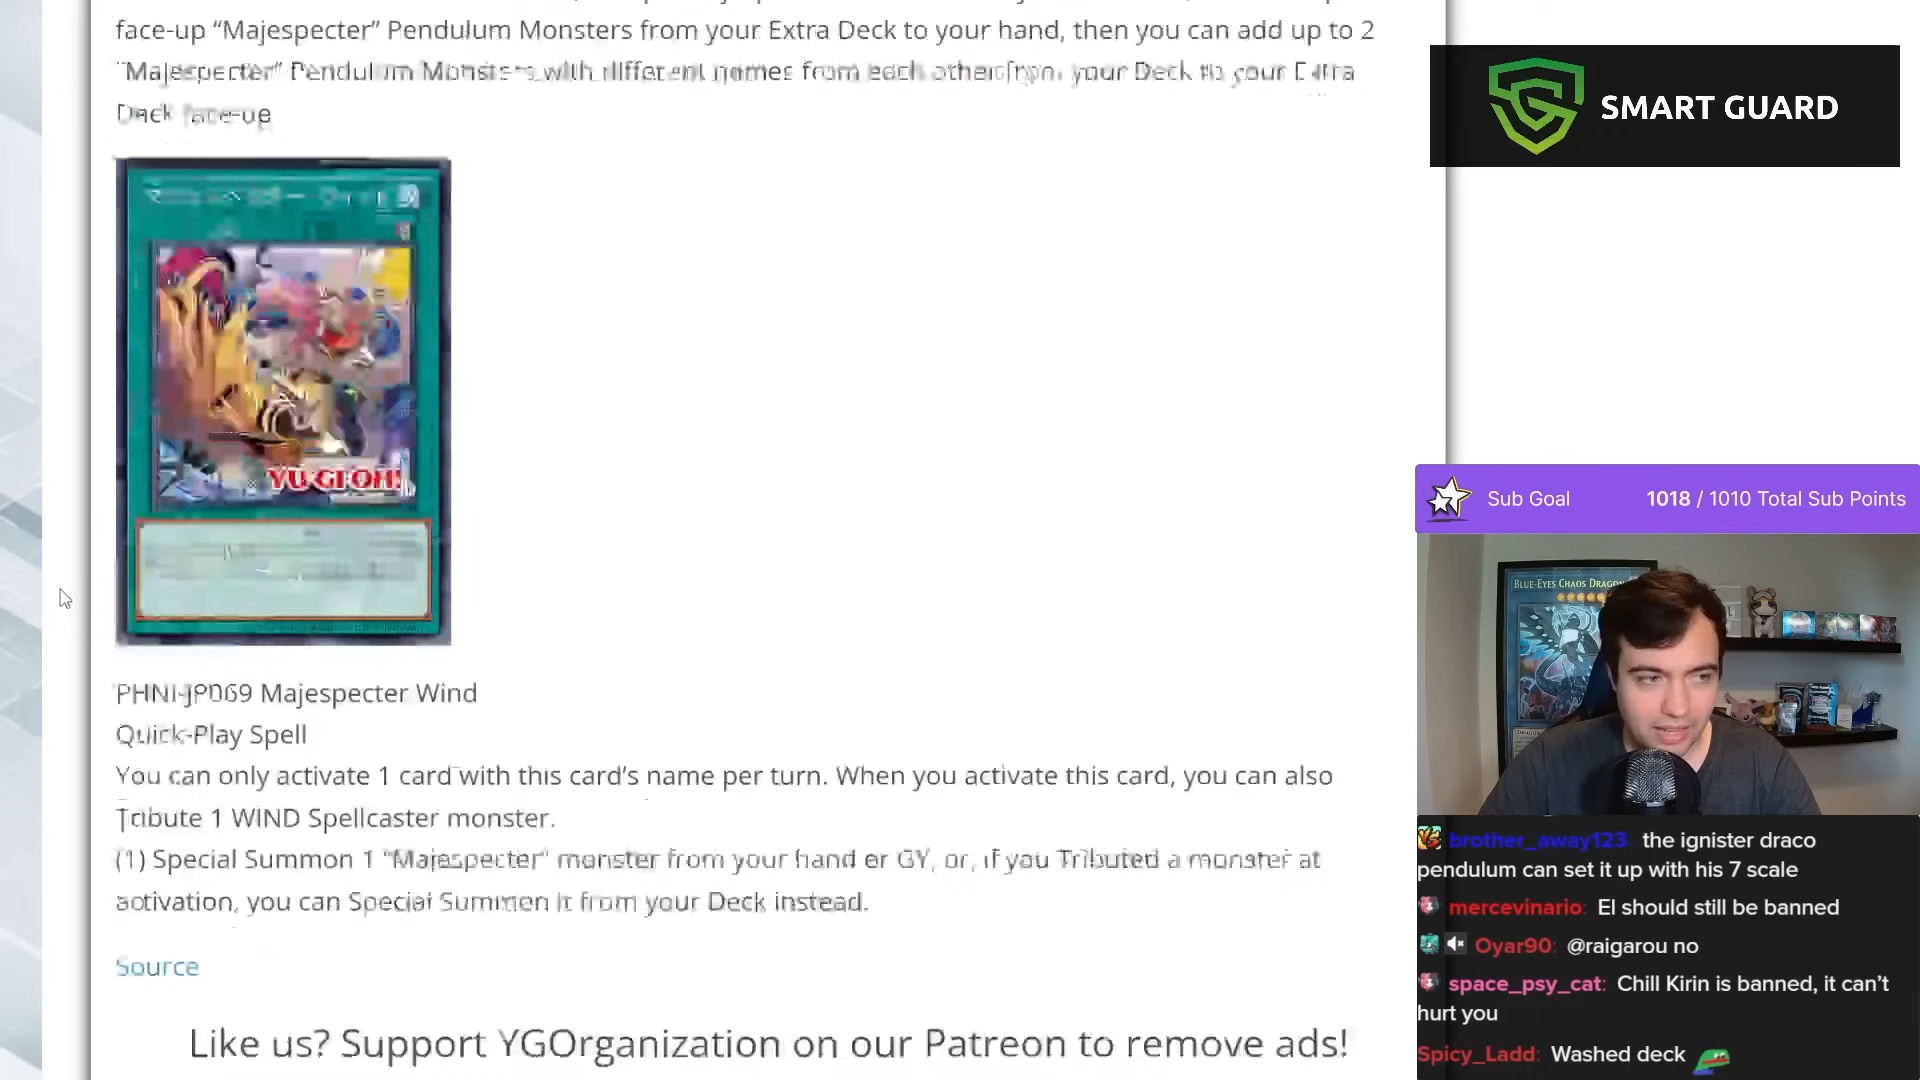 face-up “Majespecter” Pendulum Monsters from your Extra Deck to your hand, then you can add up to 2
“Majespecter” Pendulum Monsters with different names from each other from your Deck to your Extra
Deck face-up
SMART GUARD
YU-GI-OH!
PHNI-JP069 Majespecter Wind
Quick-Play Spell
You can only activate 1 card with this card’s name per turn. When you activate this card, you can also
Tribute 1 WIND Spellcaster monster.
(1) Special Summon 1 “Majespecter” monster from your hand or GY, or, if you Tributed a monster at
activation, you can Special Summon it from your Deck instead.
Source
Like us? Support YGOrganization on our Patreon to remove ads!
Sub Goal 1018 / 1010 Total Sub Points
BLUE-EYES CHAOS DRAGON
brother_away123: the ignister draco
pendulum can set it up with his 7 scale
mercevinario: El should still be banned
Oyar90: @raigarou no
space_psy_cat: Chill Kirin is banned, it can’t
hurt you
Spicy_Ladd: Washed deck